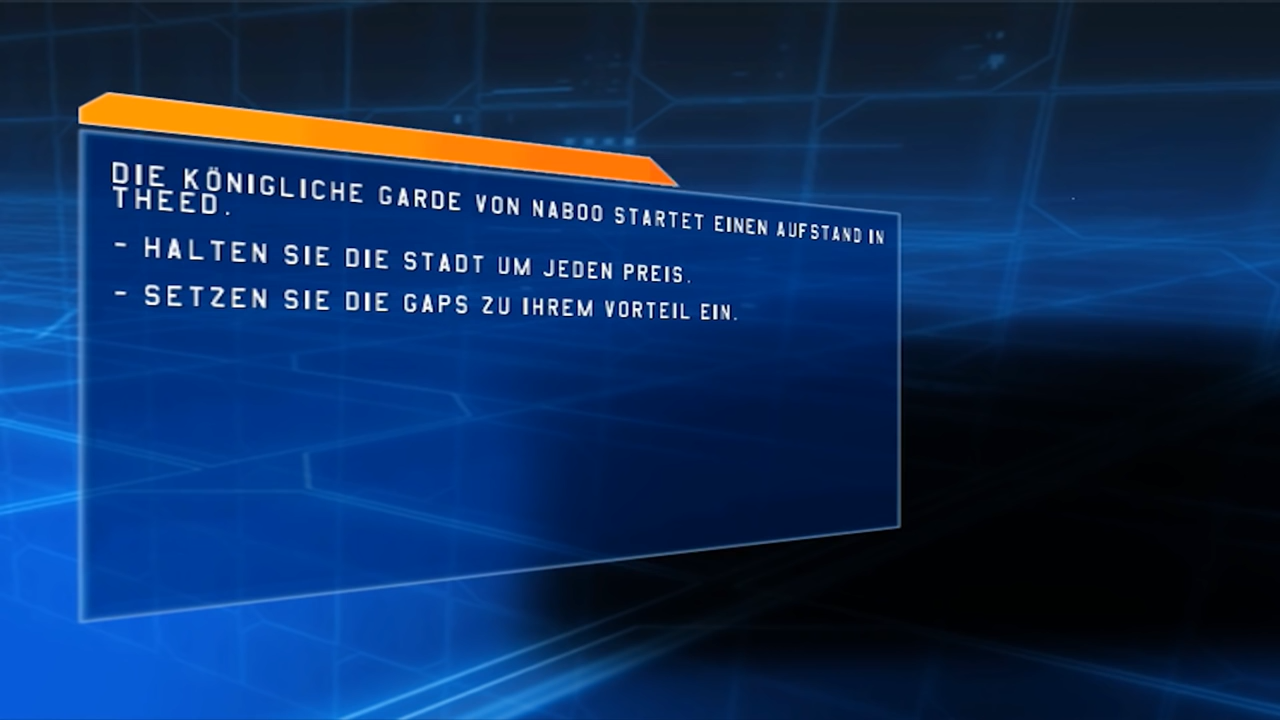 DIE KÖNIGLICHE GARDE VON NABOO STARTET EINEN AUFSTAND IN
THEED.
- HALTEN SIE DIE STADT UM JEDEN PREIS.
- SETZEN SIE DIE GAPS ZU IHREM VORTEIL EIN.